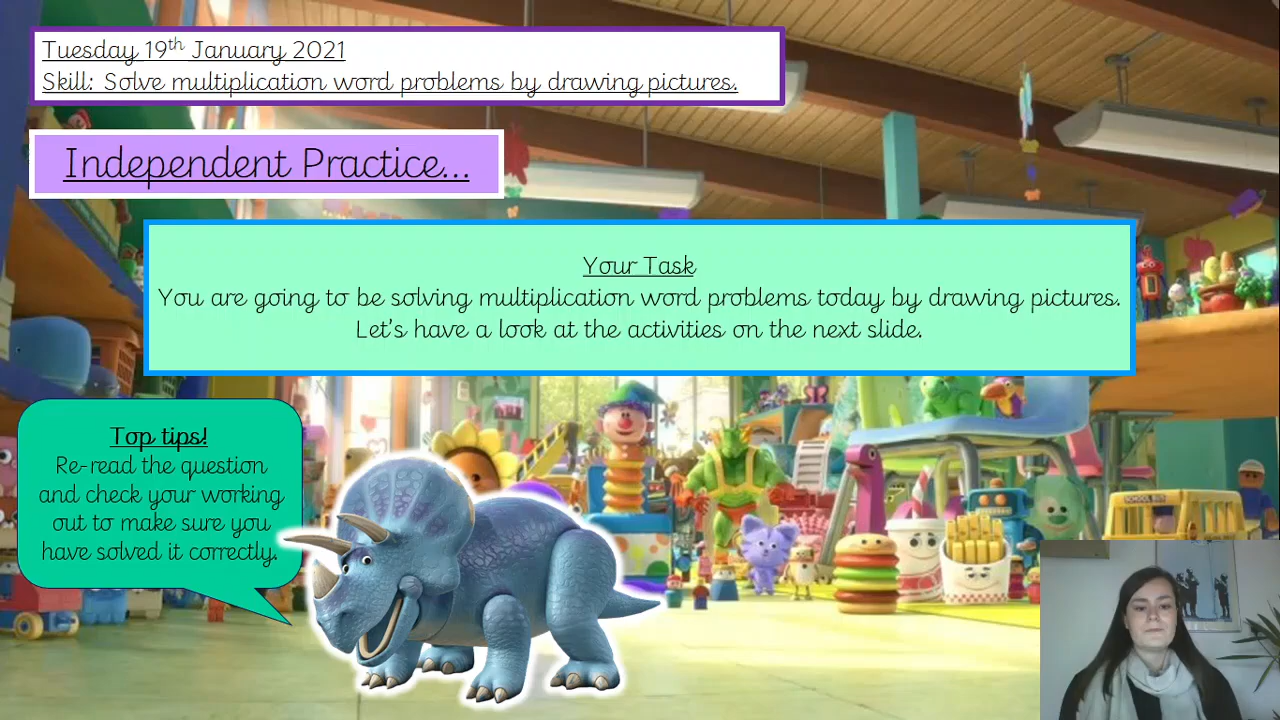 Tuesday 19th January 2021
Skill: Solve multiplication word problems by drawing pictures.
Independent Practice...
Your Task
You are going to be solving multiplication word problems today by drawing pictures.
Let's have a look at the activities on the next slide.
Top tips!
Re-read the question
and check your working
out to make sure you
have solved it correctly.
SCHOOL BUS